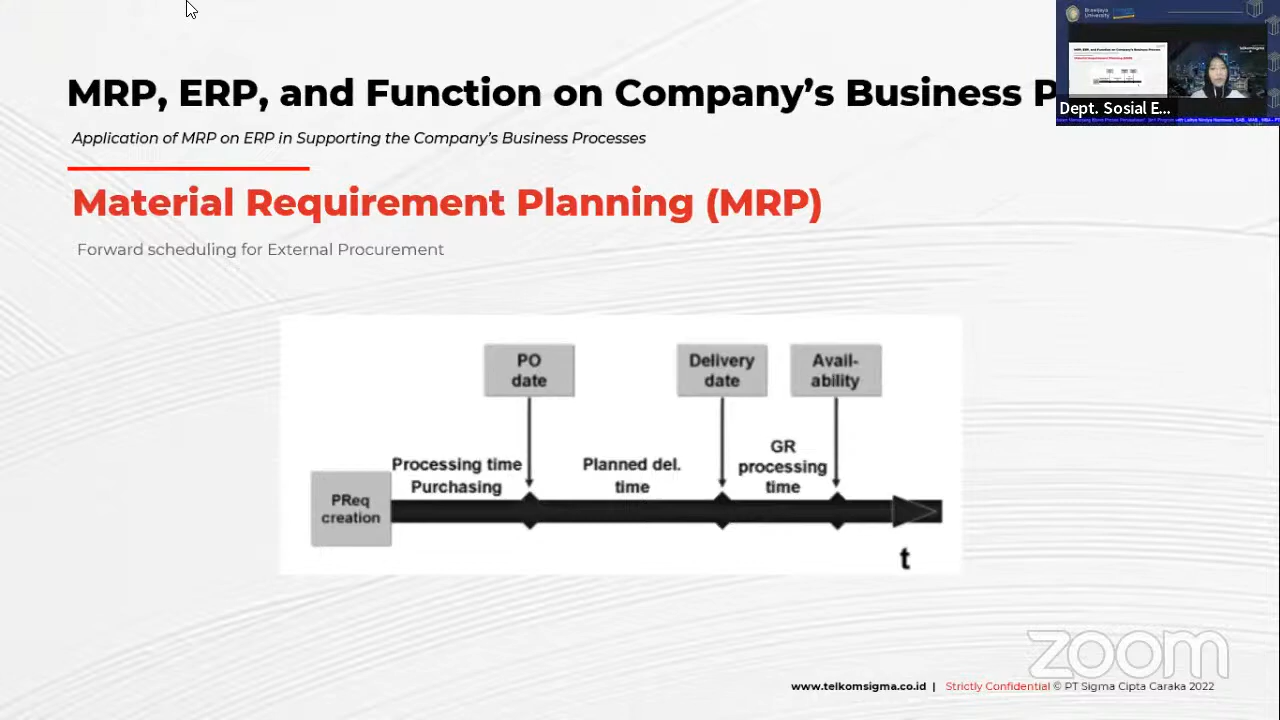 MRP, ERP, and Function on Company's Business P
Application of MRP on ERP in Supporting the Company's Business Processes
Material Requirement Planning (MRP)
Forward scheduling for External Procurement
Brawijaya
University
telkomsigma
Dept. Sosial E...
PO
date
Delivery
date
Avail-
ability
Processing time
Purchasing
Planned del.
time
GR
processing
time
PReq
creation
t
zoom
www.telkomsigma.co.id | Strictly Confidential © PT Sigma Cipta Caraka 2022